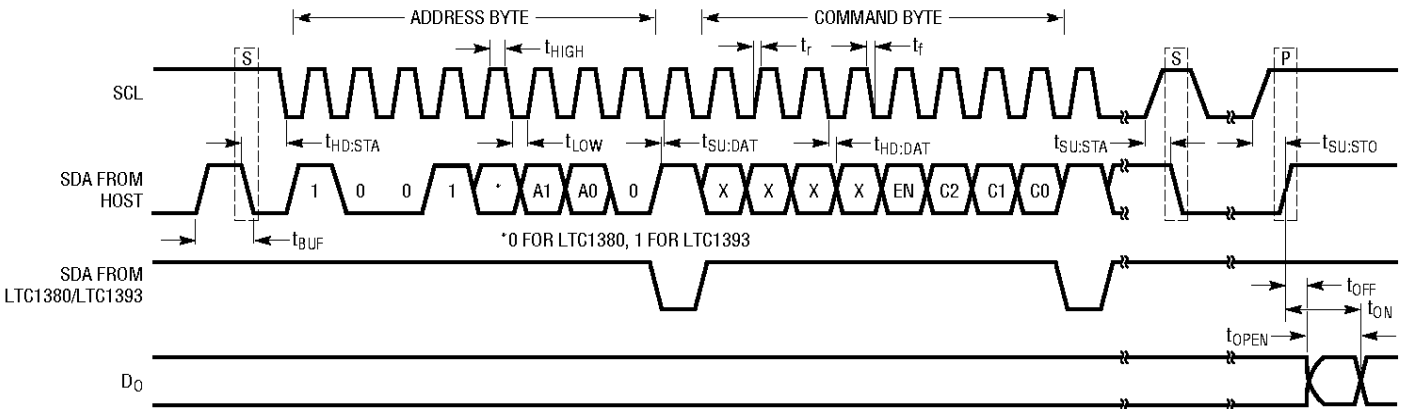 ADDRESS BYTE COMMAND BYTE
tHIGH tr tf
S S P
SCL
tHD:STA tLOW tSU:DAT tHD:DAT tSU:STA tSU:STO
SDA FROM
HOST
1 0 0 1 * A1 A0 0 X X X X EN C2 C1 C0
tBUF
*0 FOR LTC1380, 1 FOR LTC1393
SDA FROM
LTC1380/LTC1393
tOFF
tON
tOPEN
DO